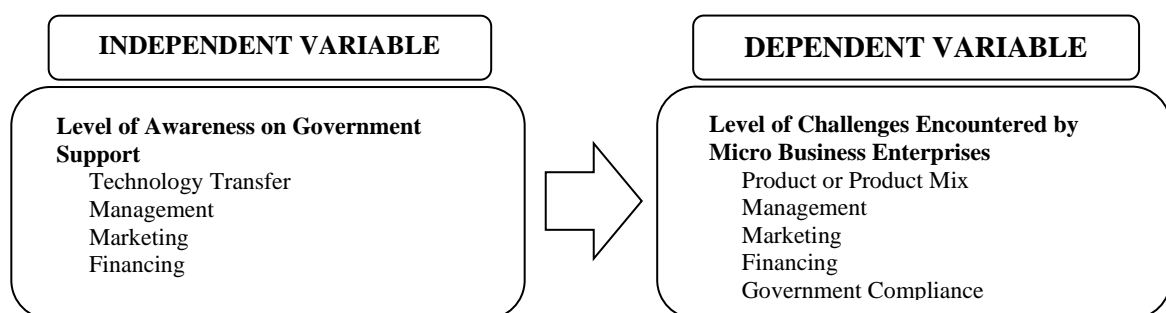 INDEPENDENT VARIABLE
Level of Awareness on Government
Support
Technology Transfer
Management
Marketing
Financing
DEPENDENT VARIABLE
Level of Challenges Encountered by
Micro Business Enterprises
Product or Product Mix
Management
Marketing
Financing
Government Compliance